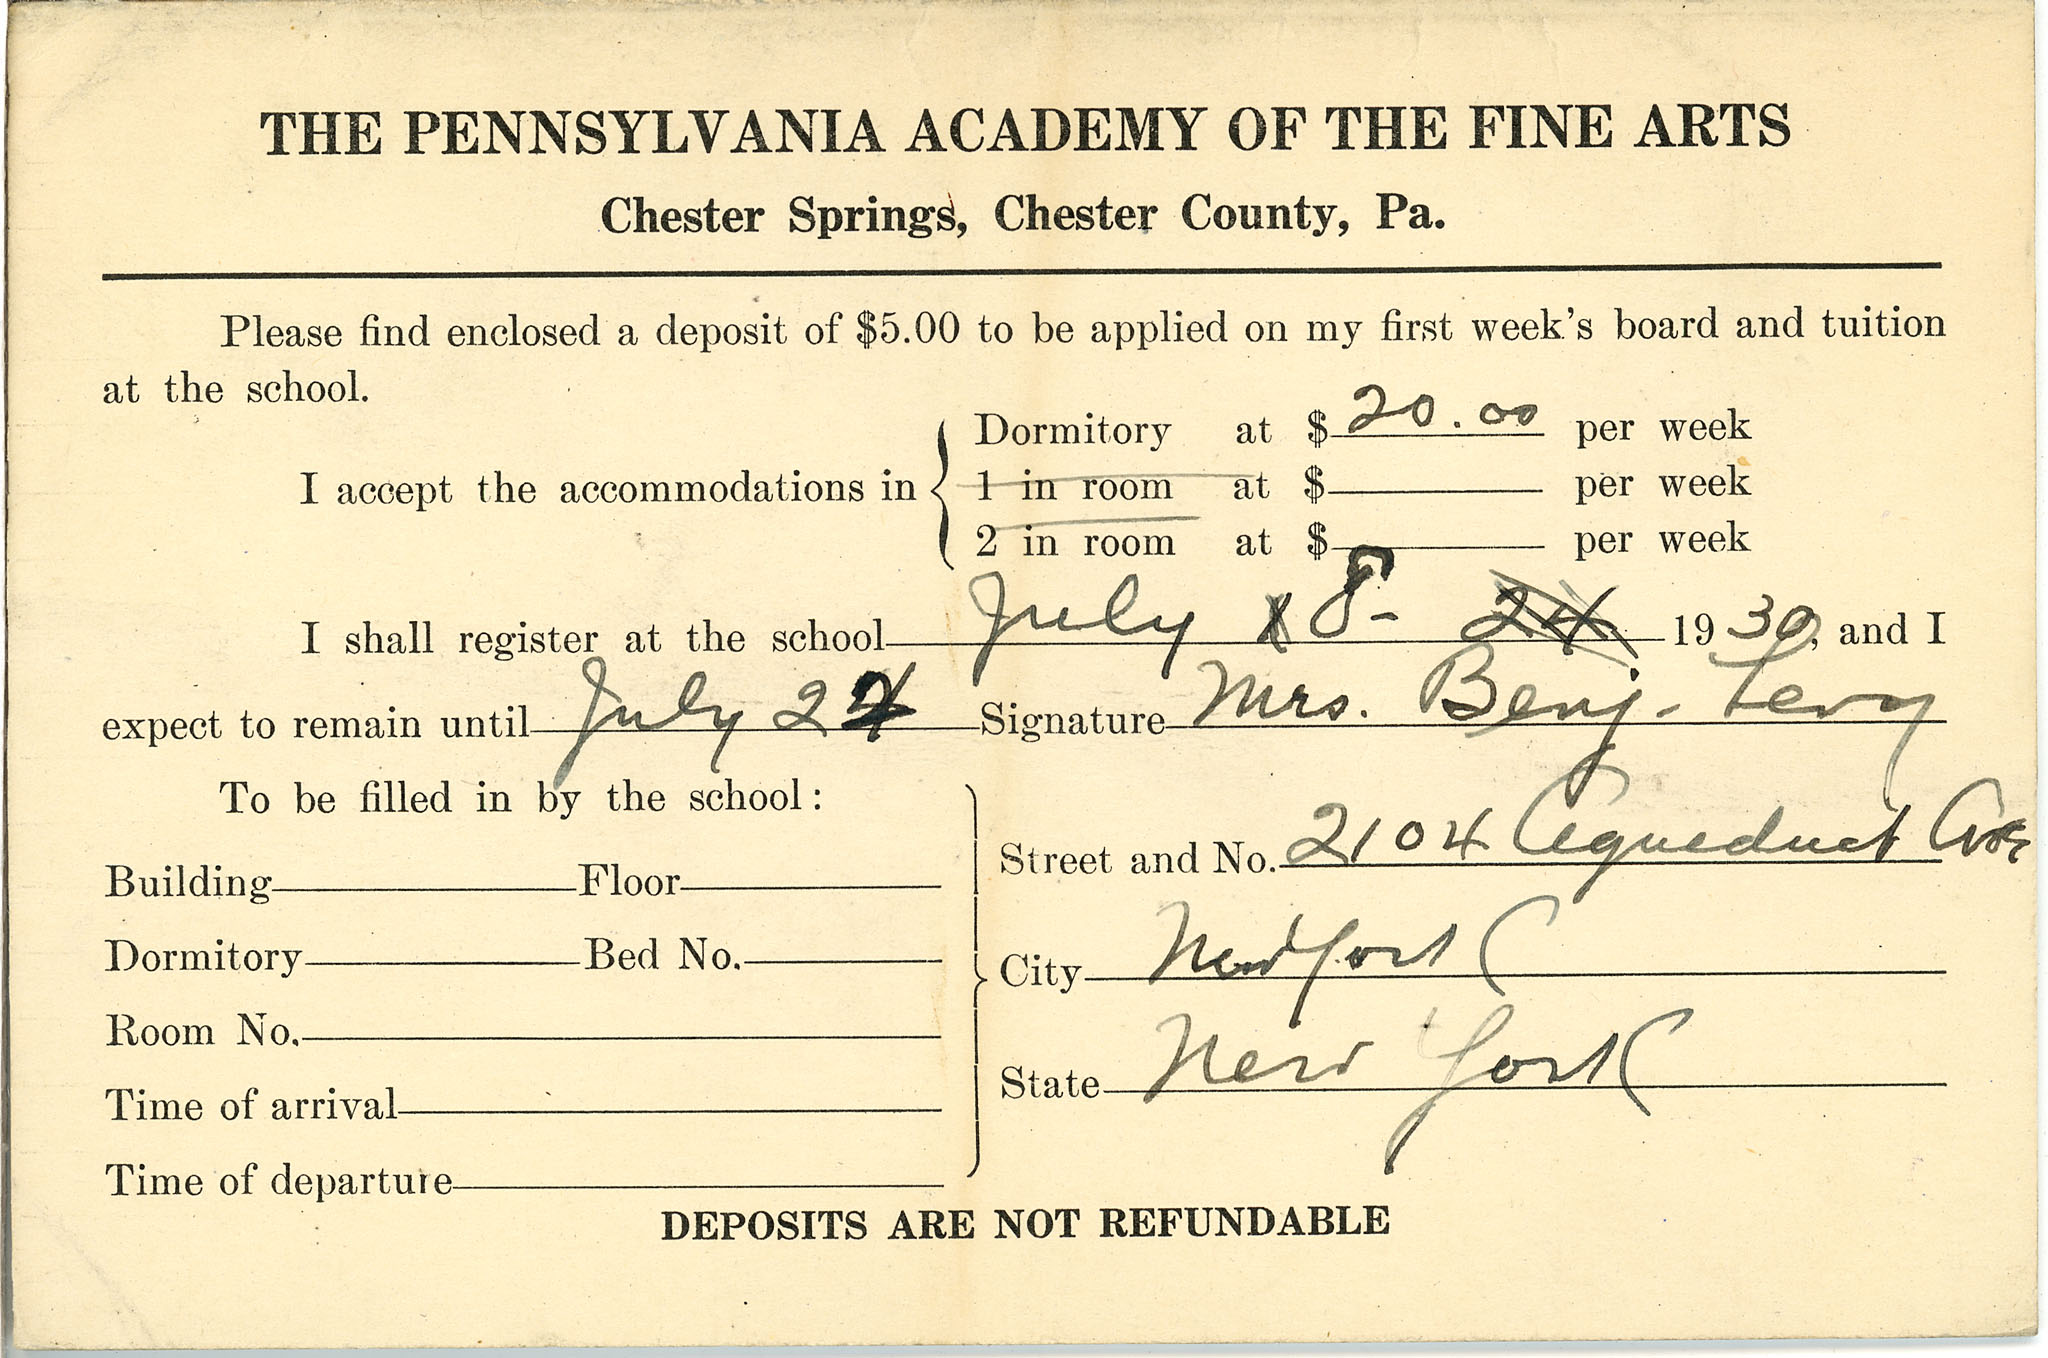 THE PENNSYLVANIA ACADEMY OF THE FINE ARTS
Chester Springs, Chester County, Pa.
Please find enclosed a deposit of $5.00 to be applied on my first week's board and tuition
at the school.
Dormitory at $ 20.00 per week
I accept the accommodations in 1 in room at $ per week
2 in room at $ per week
I shall register at the school July 8- 24 1930, and I
expect to remain until July 22 Signature Mrs. Benj. Levy
To be filled in by the school:
Street and No. 2104 Aqueduct Ave
Building Floor
City New York
Dormitory Bed No.
State New York
Room No.
Time of arrival
Time of departure
DEPOSITS ARE NOT REFUNDABLE